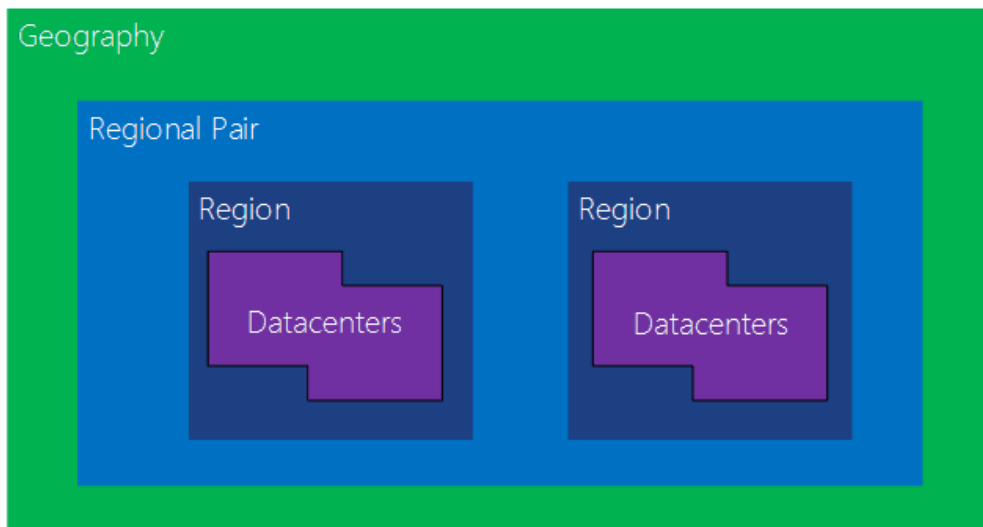 Geography
Regional Pair
Region
Region
Datacenters
Datacenters